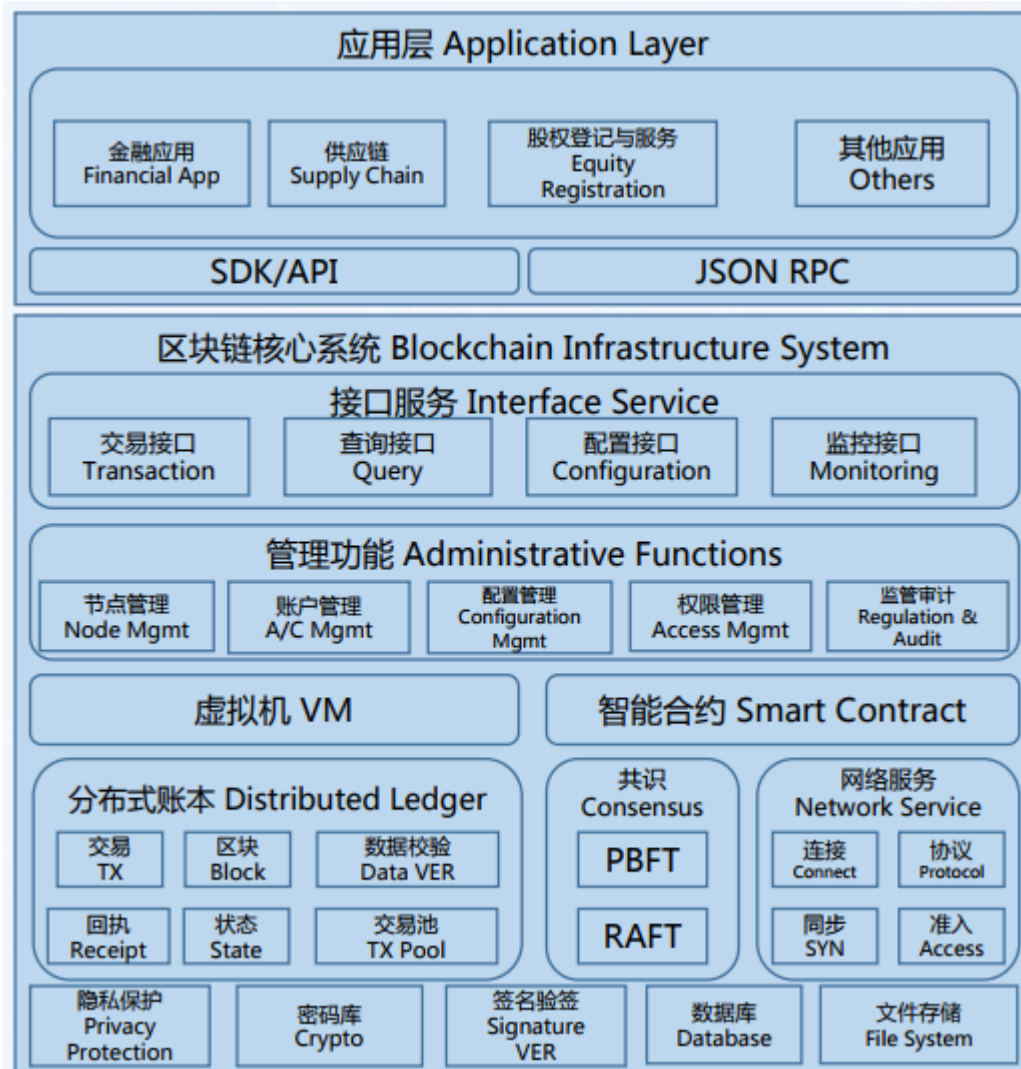 应用层 Application Layer
金融应用
Financial App
供应链
Supply Chain
股权登记与服务
Equity
Registration
其他应用
Others
SDK/API
JSON RPC
区块链核心系统 Blockchain Infrastructure System
接口服务 Interface Service
交易接口
Transaction
查询接口
Query
配置接口
Configuration
监控接口
Monitoring
管理功能 Administrative Functions
节点管理
Node Mgmt
账户管理
A/C Mgmt
配置管理
Configuration
Mgmt
权限管理
Access Mgmt
监管审计
Regulation &
Audit
虚拟机 VM
智能合约 Smart Contract
分布式账本 Distributed Ledger
交易
TX
区块
Block
数据校验
Data VER
回执
Receipt
状态
State
交易池
TX Pool
共识
Consensus
PBFT
RAFT
网络服务
Network Service
连接
Connect
协议
Protocol
同步
SYN
准入
Access
隐私保护
Privacy
Protection
密码库
Crypto
签名验签
Signature
VER
数据库
Database
文件存储
File System